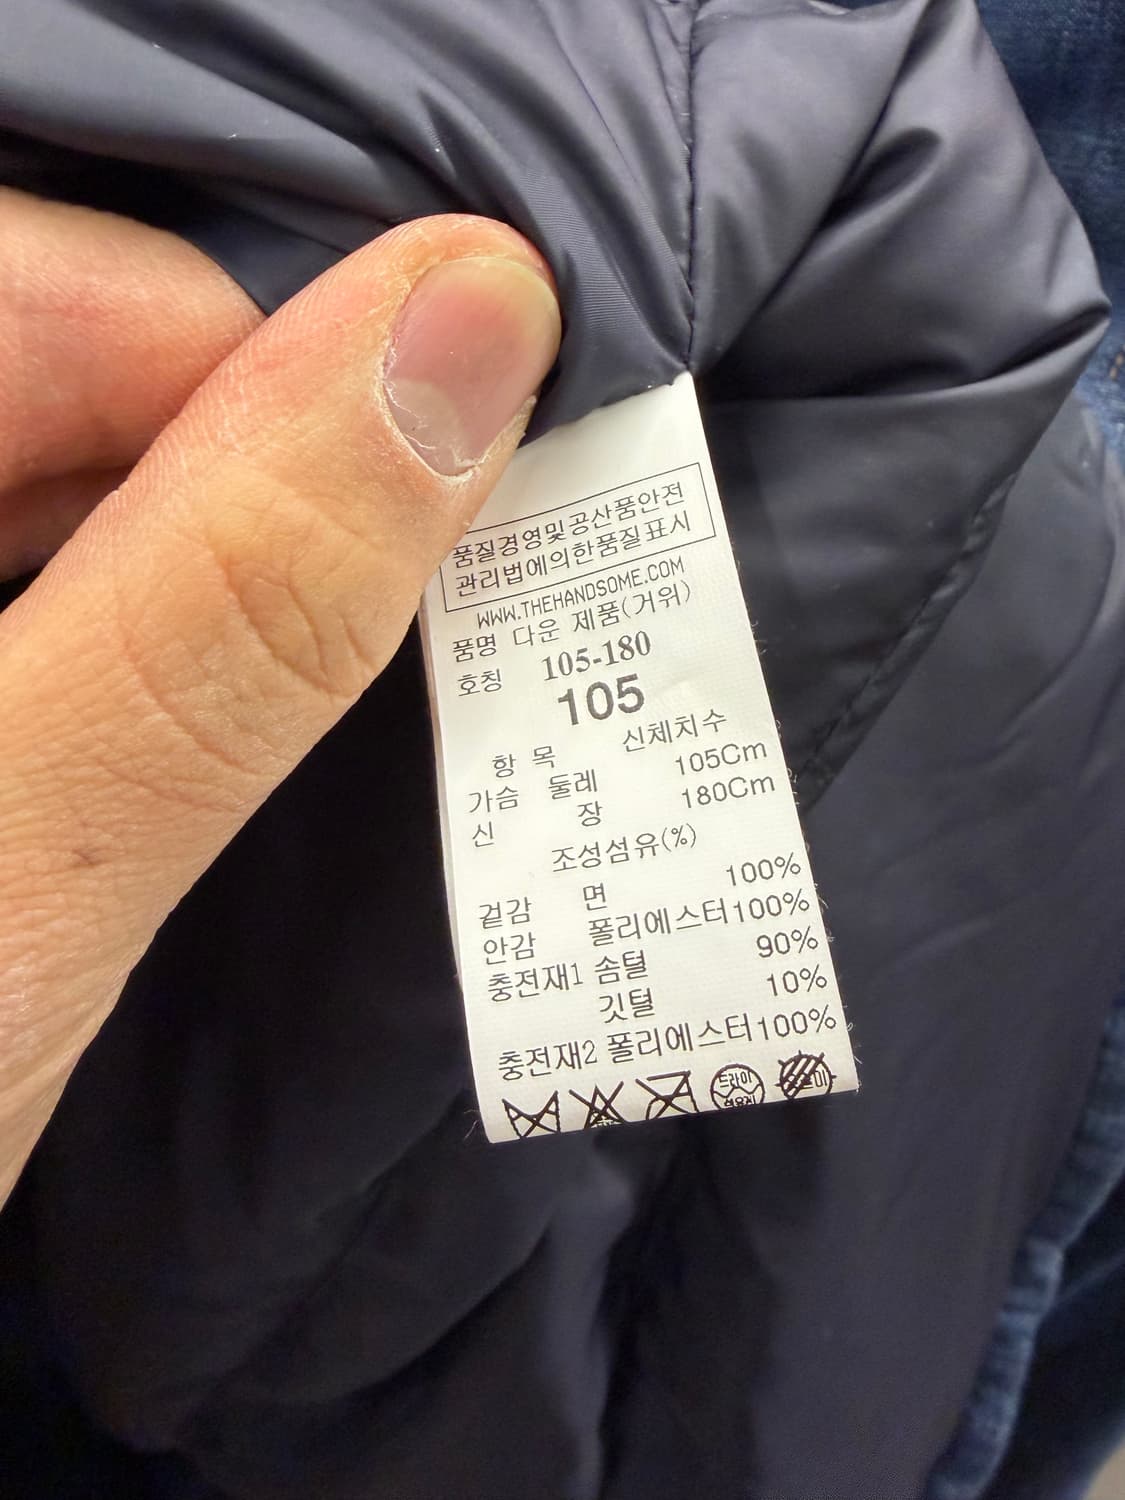 품질경영및공산품안전
관리법에의한품질표시
WWW.THEHANDSOME.COM
품명 다운 제품(거위)
호칭 105-180
105
항 목 신체치수
가슴 둘레 105Cm
신 장 180Cm
조성섬유(%)
겉감 면 100%
안감 폴리에스터100%
충전재1 솜털 90%
깃털 10%
충전재2 폴리에스터100%
드라이